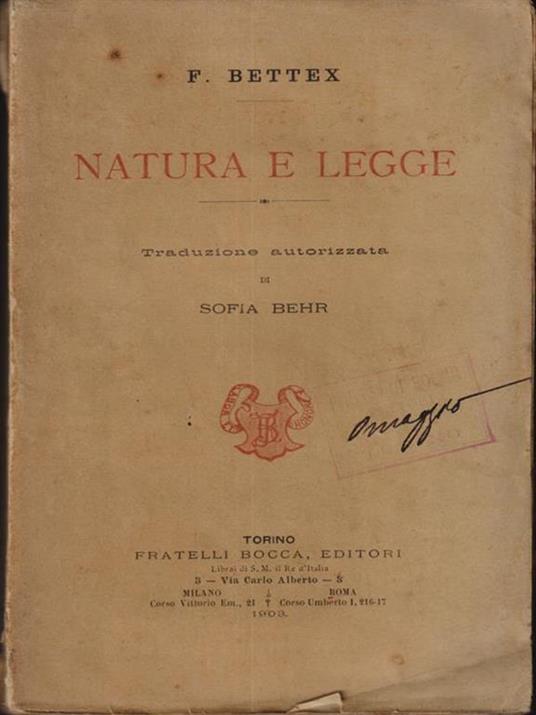 F. BETTEX
NATURA E LEGGE
Traduzione autorizzata
DI
SOFIA BEHR
Omaggio
TORINO
FRATELLI BOCCA, EDITORI
Librai di S. M. il Re d'Italia
3 — Via Carlo Alberto — 3
MILANO ROMA
Corso Vittorio Em., 21 Corso Umberto I, 216-17
1903.